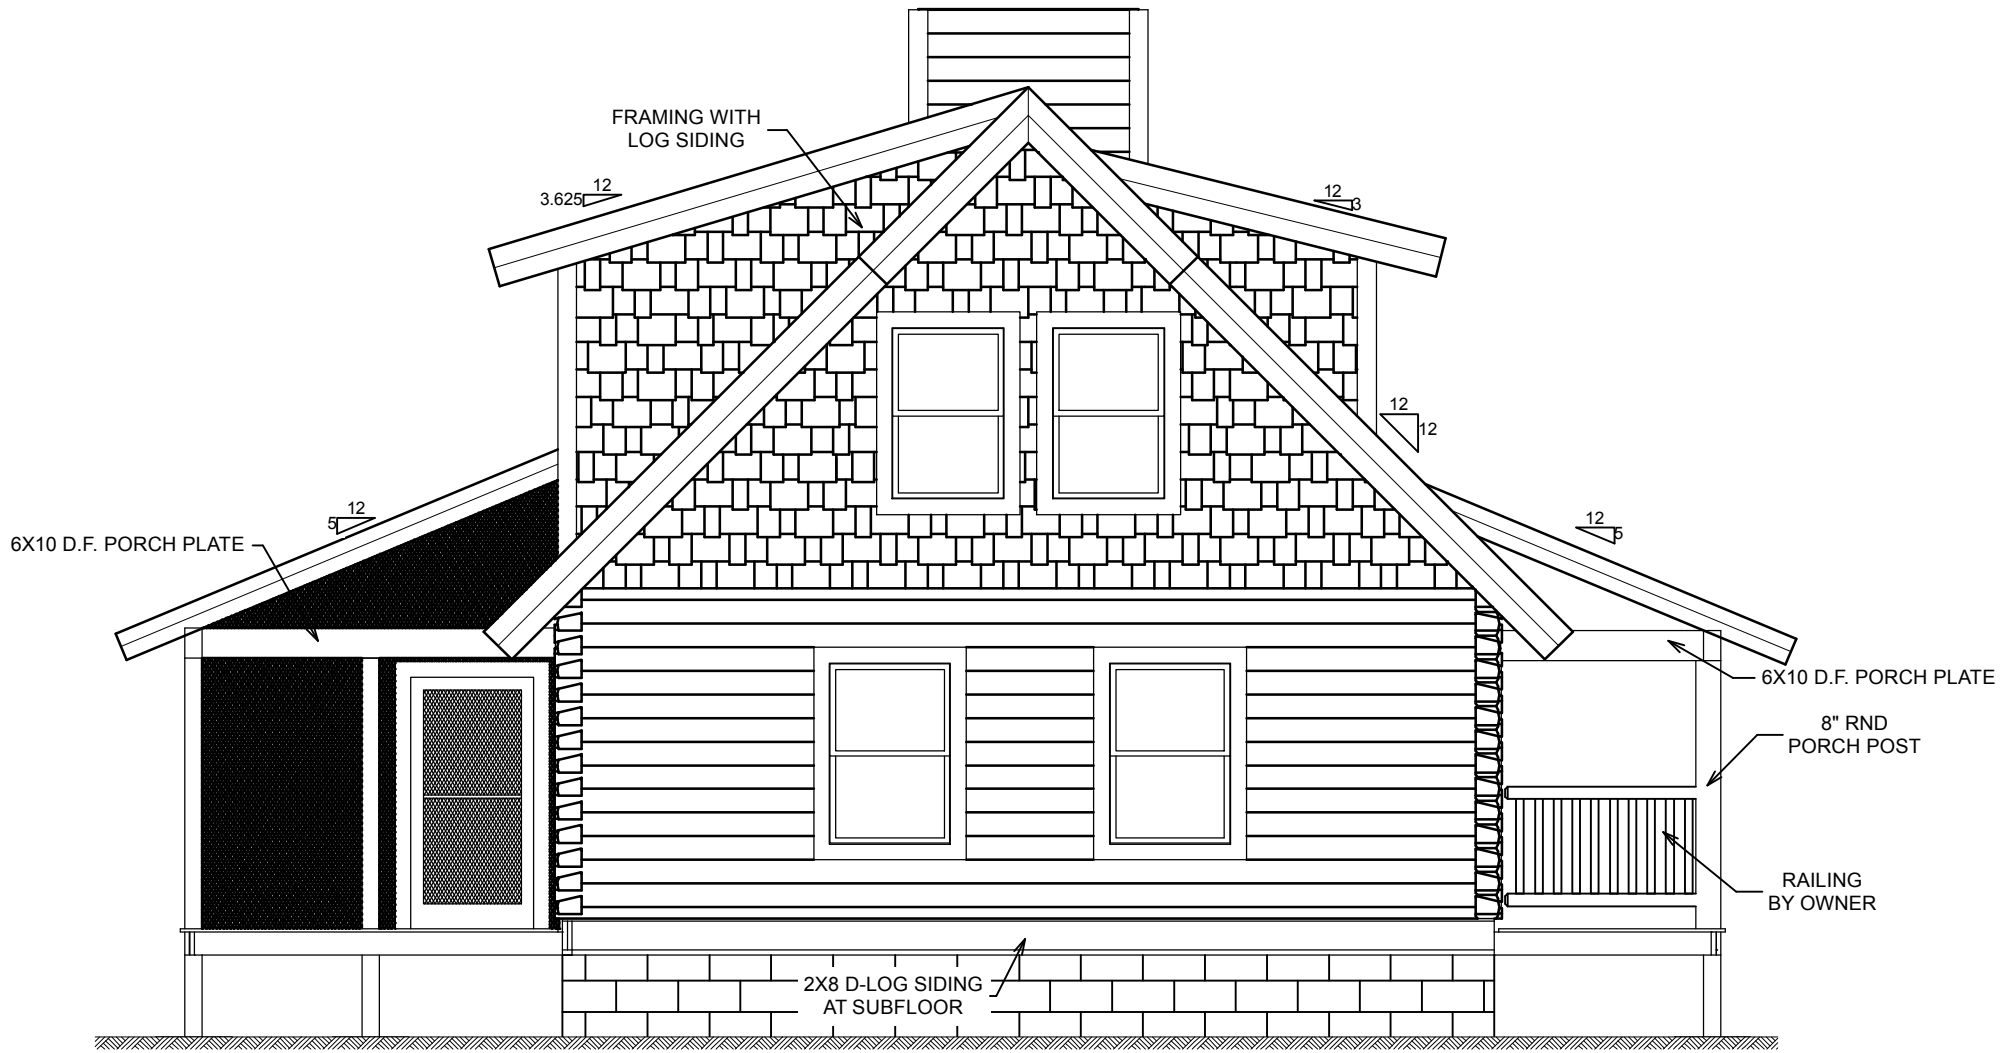 FRAMING WITH
LOG SIDING
12
3.625
12
3
12
12
12
5
12
5
6X10 D.F. PORCH PLATE
6X10 D.F. PORCH PLATE
8" RND
PORCH POST
RAILING
BY OWNER
2X8 D-LOG SIDING
AT SUBFLOOR